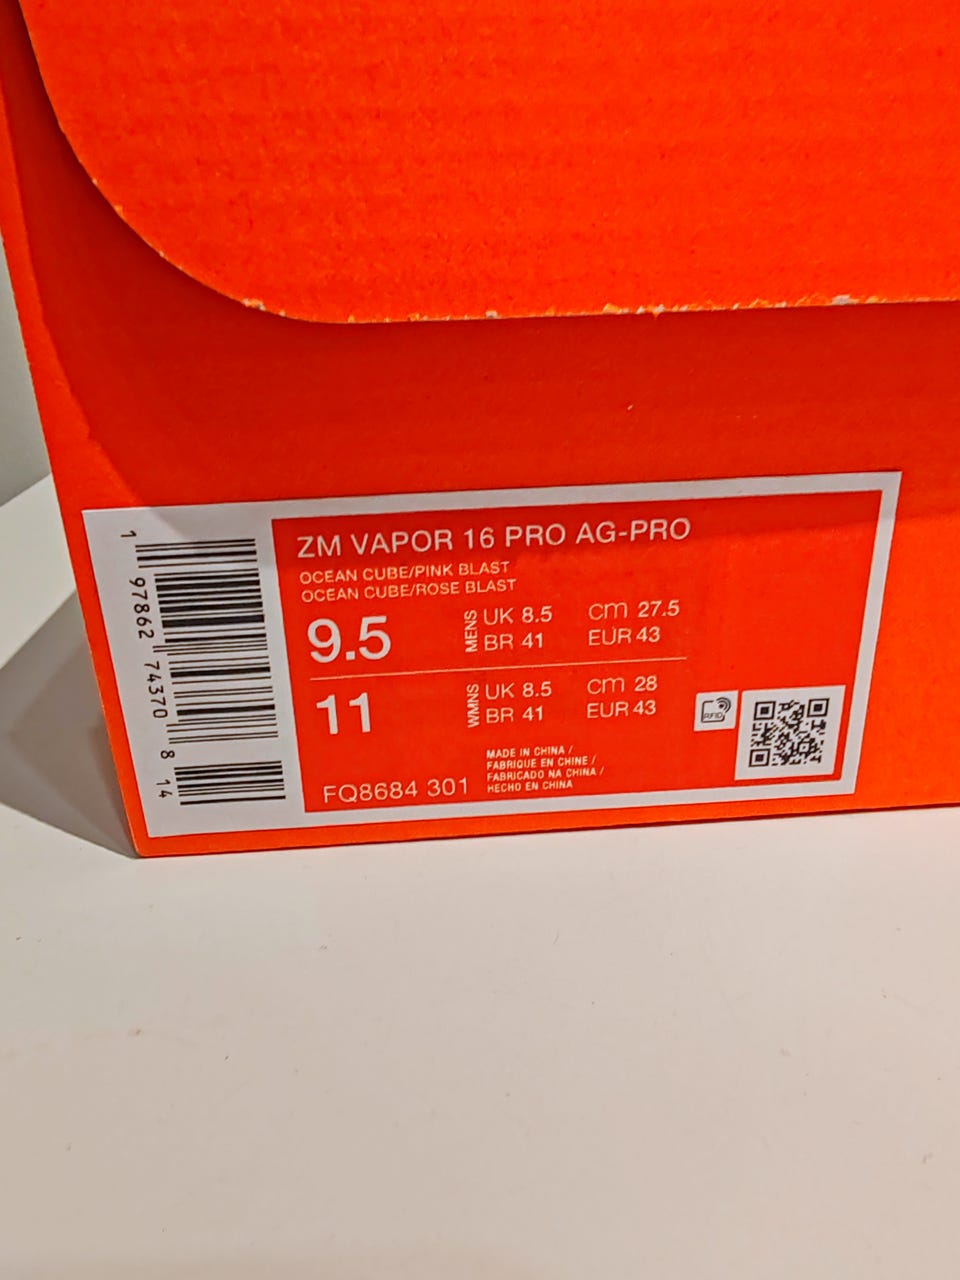 ZM VAPOR 16 PRO AG-PRO
OCEAN CUBE/PINK BLAST
OCEAN CUBE/ROSE BLAST
9.5 MENS UK 8.5 cm 27.5
BR 41 EUR 43
11 WMNS UK 8.5 cm 28
BR 41 EUR 43
RFID
MADE IN CHINA /
FABRIQUE EN CHINE /
FABRICADO NA CHINA /
HECHO EN CHINA
FQ8684 301
1 97862 74370 8 14